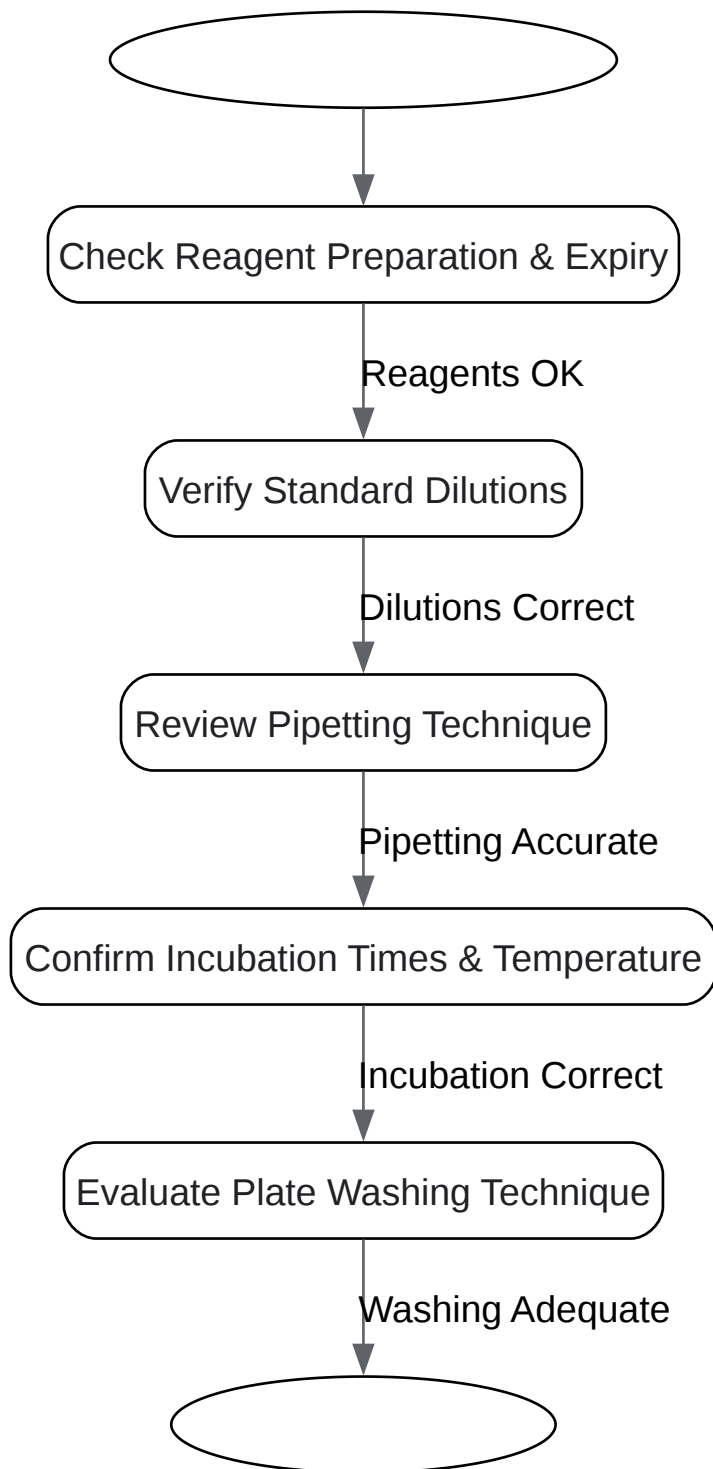 Check Reagent Preparation & Expiry
Reagents OK
Verify Standard Dilutions
Dilutions Correct
Review Pipetting Technique
Pipetting Accurate
Confirm Incubation Times & Temperature
Incubation Correct
Evaluate Plate Washing Technique
Washing Adequate